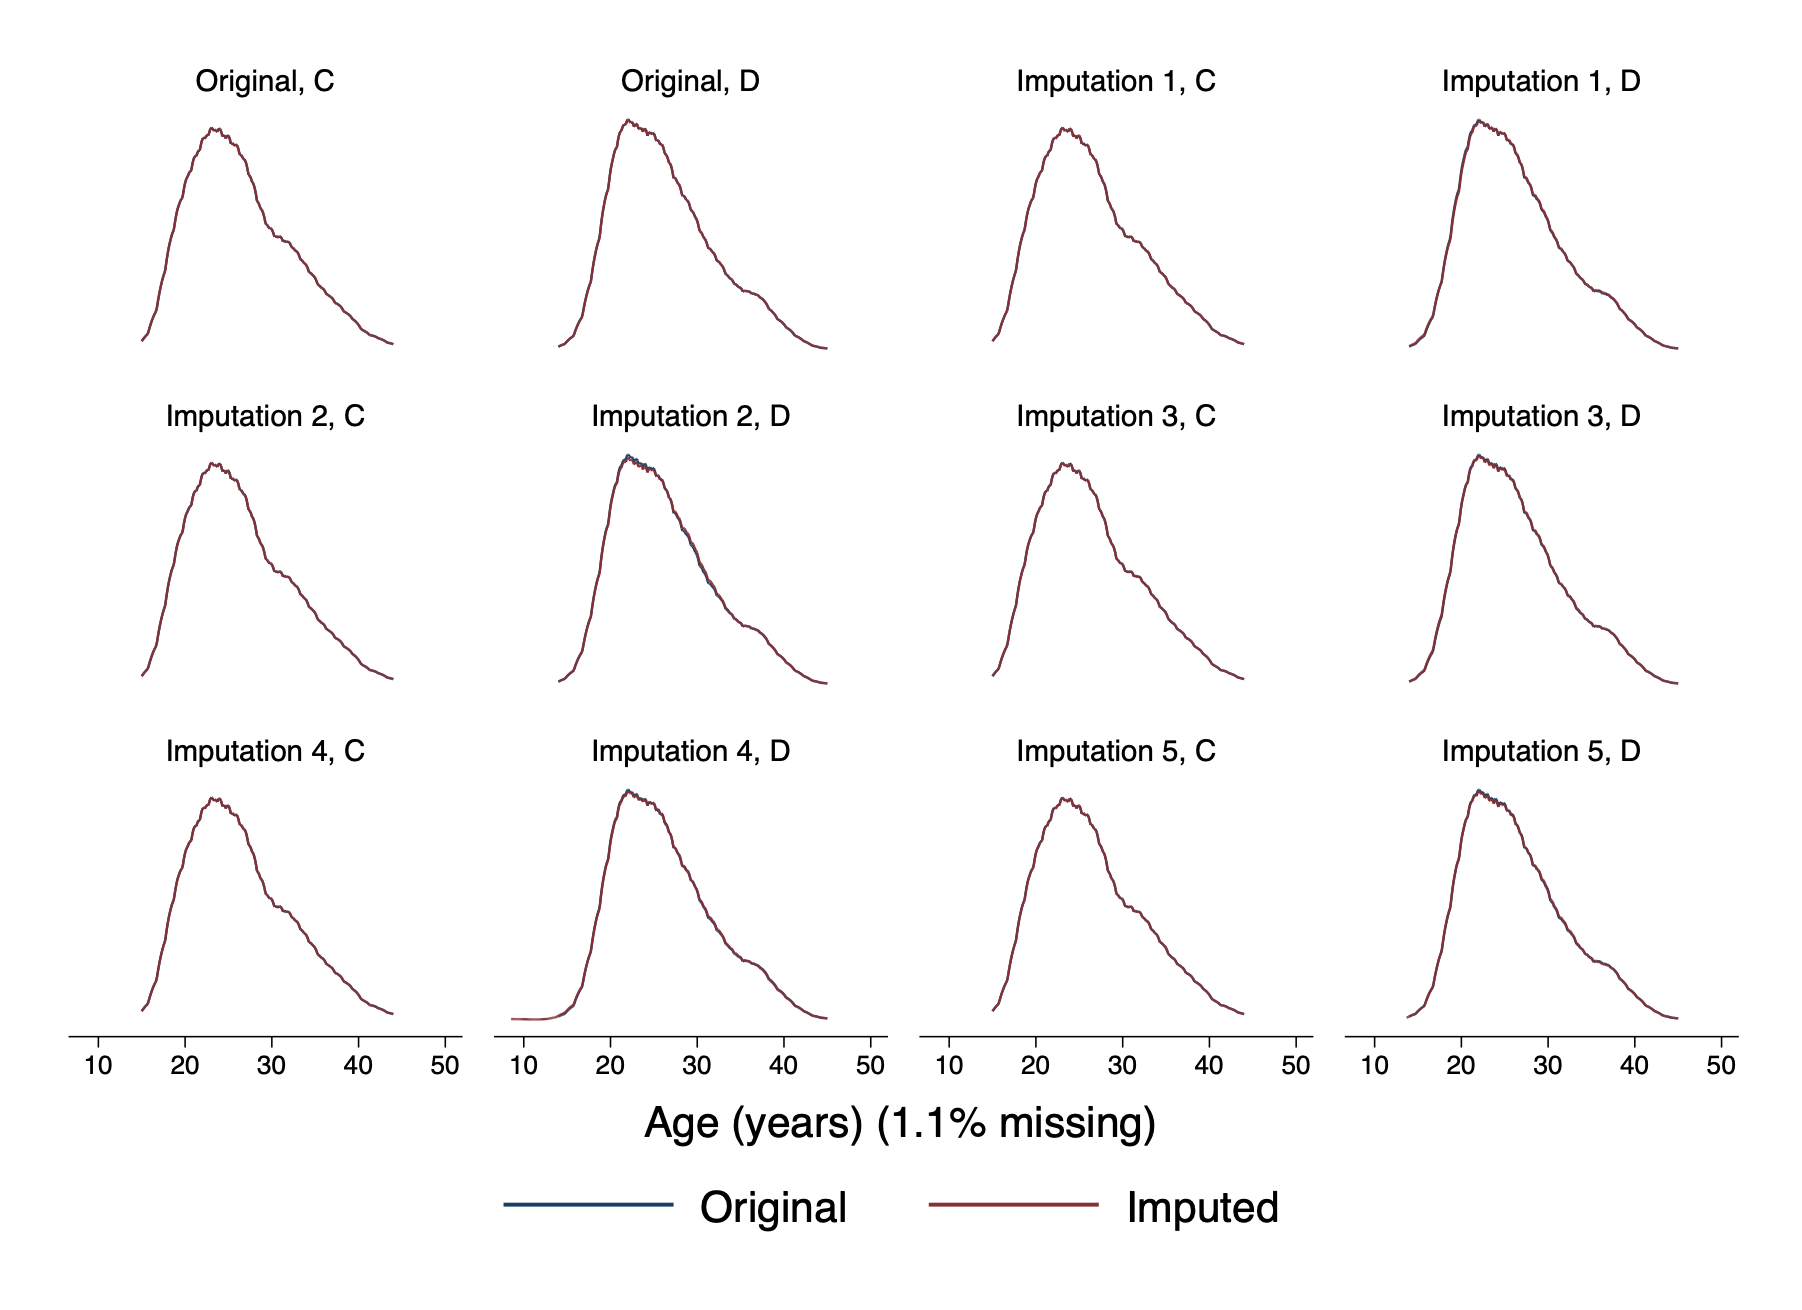 Original, C
Original, D
Imputation 1, C
Imputation 1, D
Imputation 2, C
Imputation 2, D
Imputation 3, C
Imputation 3, D
Imputation 4, C
Imputation 4, D
Imputation 5, C
Imputation 5, D
10 20 30 40 50
10 20 30 40 50
10 20 30 40 50
10 20 30 40 50
Age (years) (1.1% missing)
Original
Imputed